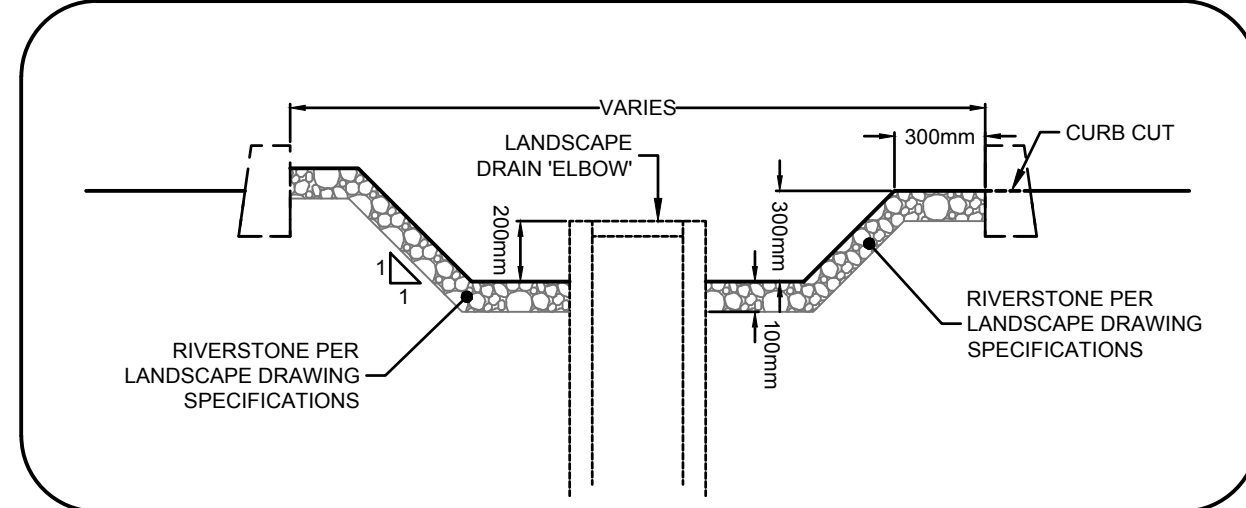 VARIES
LANDSCAPE
DRAIN 'ELBOW'
300mm
CURB CUT
200mm
300mm
1
1
100mm
RIVERSTONE PER
LANDSCAPE DRAWING
SPECIFICATIONS
RIVERSTONE PER
LANDSCAPE DRAWING
SPECIFICATIONS